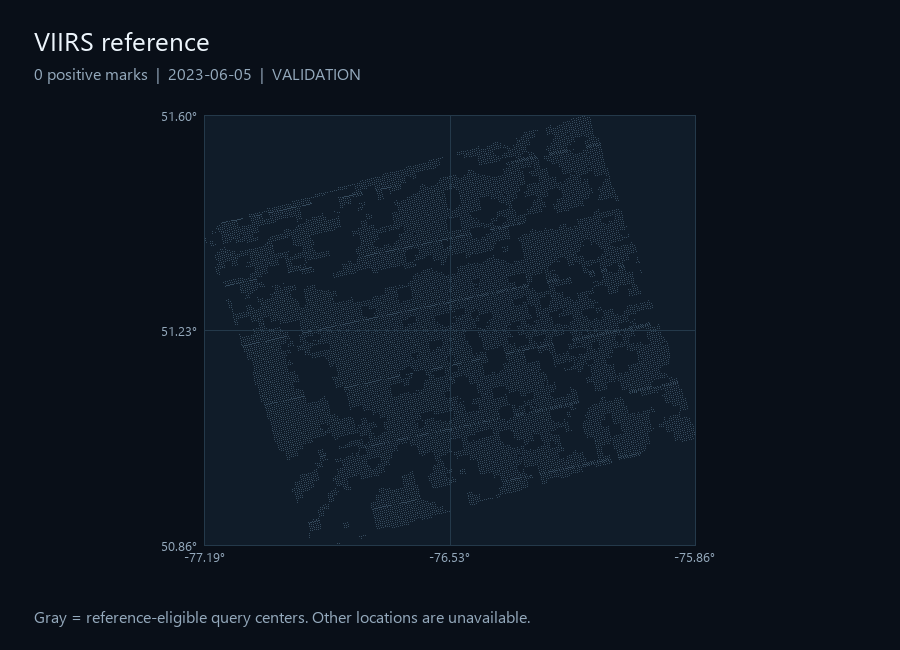 VIIRS reference
0 positive marks | 2023-06-05 | VALIDATION
51.60°
51.23°
50.86°
-77.19°
-76.53°
-75.86°
Gray = reference-eligible query centers. Other locations are unavailable.